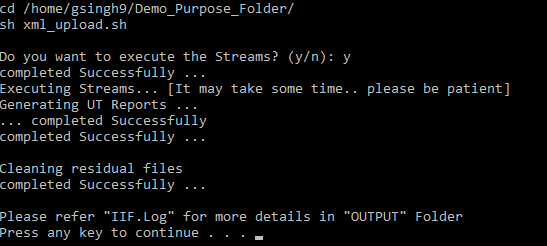 cd /home/gsingh9/Demo_Purpose_Folder/
sh xml_upload.sh
Do you want to execute the Streams? (y/n): y
completed Successfully ...
Executing Streams... [It may take some time.. please be patient]
Generating UT Reports ...
... completed Successfully
completed Successfully ...
Cleaning residual files
completed Successfully ...
Please refer "IIF.Log" for more details in "OUTPUT" Folder
Press any key to continue . . . _